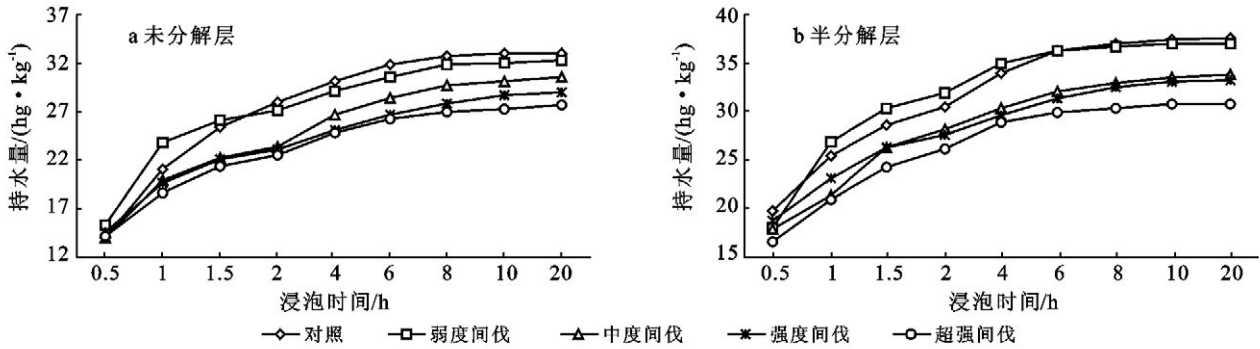 a 未分解层
持水量/(hg·kg⁻¹)
37
32
27
22
17
12
0.5 1 1.5 2 4 6 8 10 20
浸泡时间/h
b 半分解层
持水量/(hg·kg⁻¹)
40
35
30
25
20
15
0.5 1 1.5 2 4 6 8 10 20
浸泡时间/h
对照 弱度间伐 中度间伐 强度间伐 超强间伐